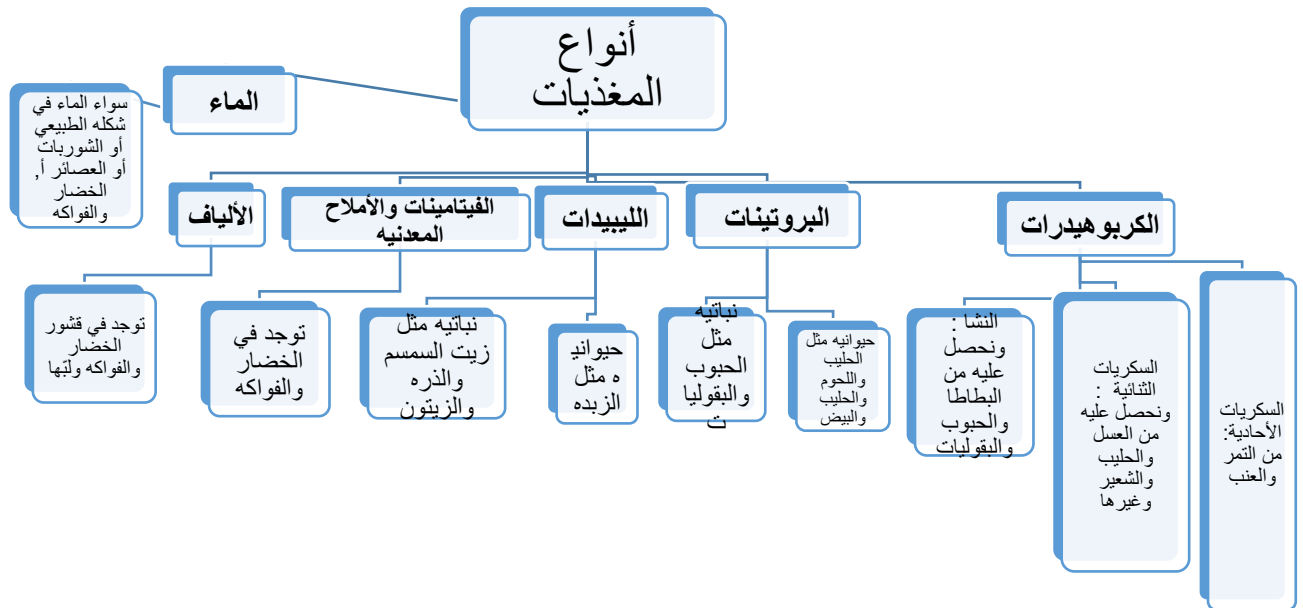 أنواع
المغذيات
الماء
سواء الماء في
شكله الطبيعي
أو الشوربات
أو العصائر أ,
الخضار
والفواكه
الكربوهيدرات
البروتينات
الليبيدات
الفيتامينات والأملاح
المعدنيه
الألياف
السكريات
الأحادية:
من التمر
والعنب
السكريات
الثنائية :
ونحصل عليه
من العسل
والحليب
والشعير
وغيرها
النشا :
ونحصل
عليه من
البطاطا
والحبوب
والبقوليات
حيوانيه مثل
الحليب
واللحوم
والحليب
والبيض
نباتيه
مثل
الحبوب
والبقوليا
ت
حيواني
ه مثل
الزبده
نباتيه مثل
زيت السمسم
والذره
والزيتون
توجد في
الخضار
والفواكه
توجد في قشور
الخضار
والفواكه ولبّها